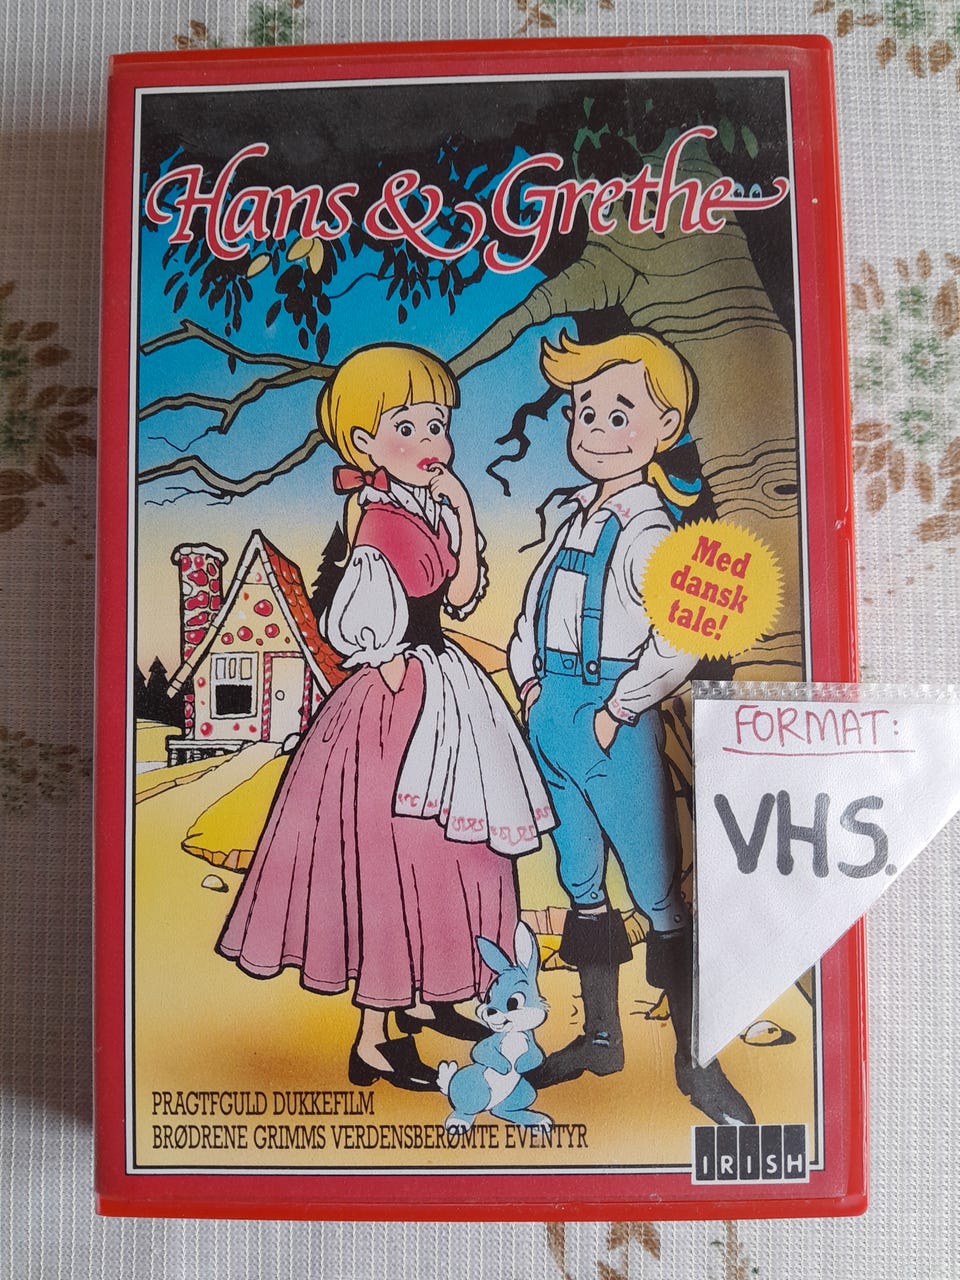 Hans & Grethe
Med
dansk
tale!
FORMAT:
VHS.
PRAGTFGULD DUKKEFILM
BRØDRENE GRIMMS VERDENSBERØMTE EVENTYR
IRISH